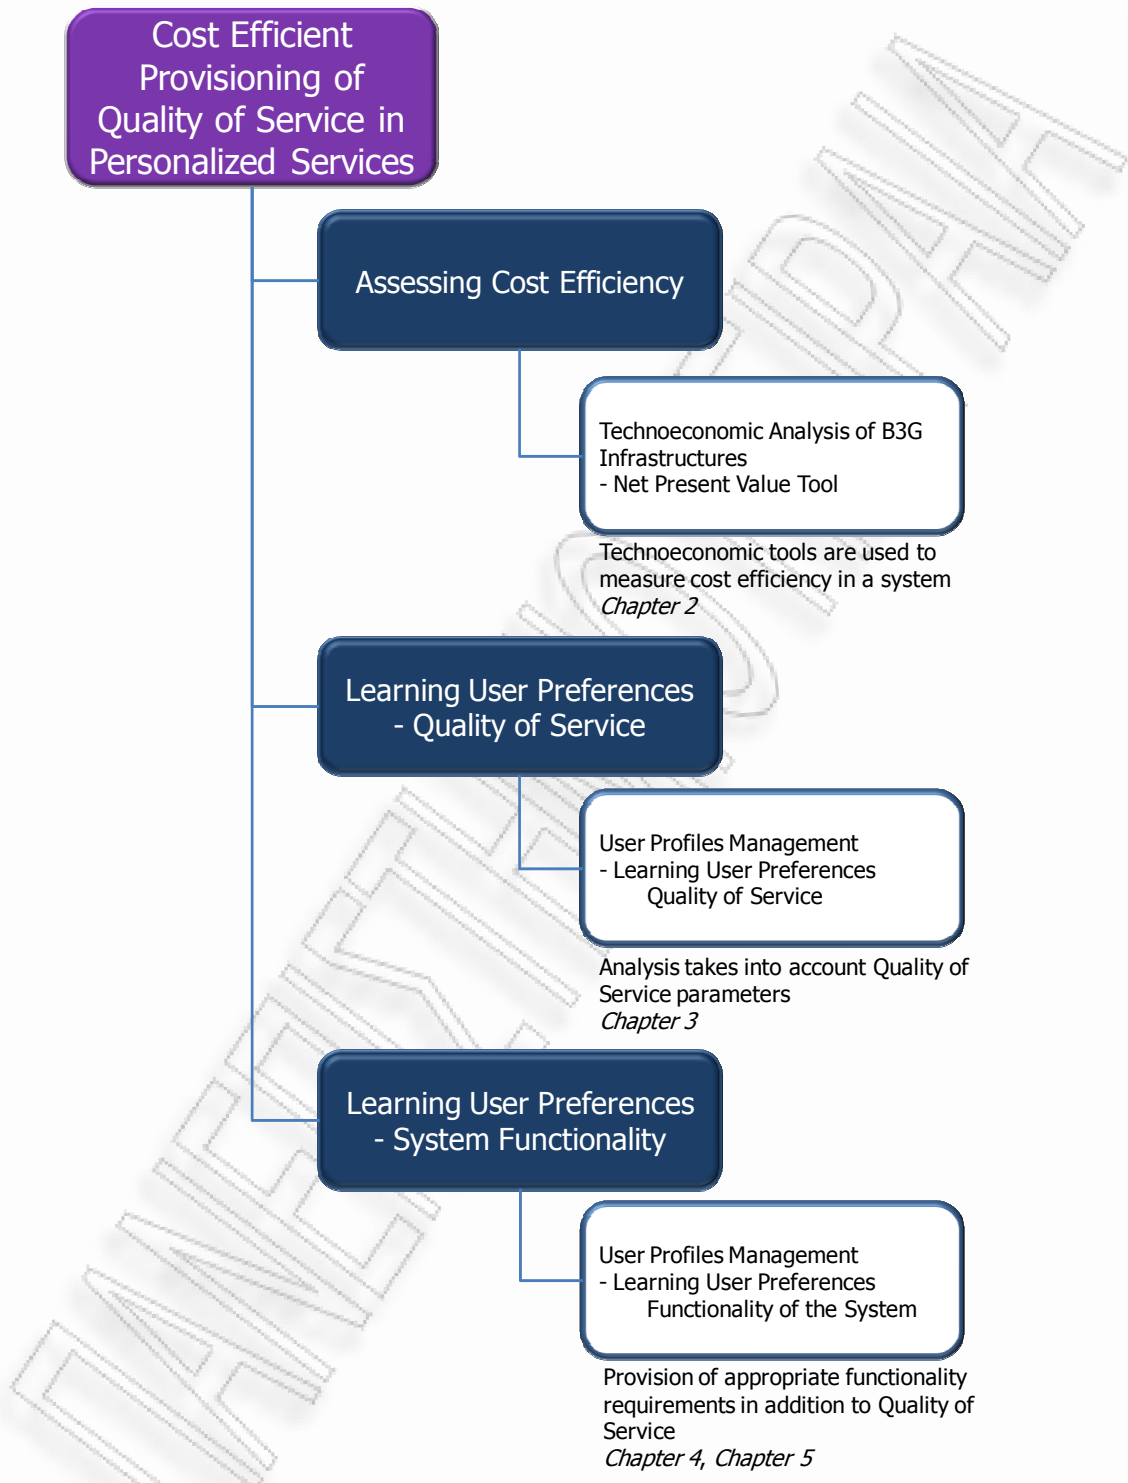 Cost Efficient
Provisioning of
Quality of Service in
Personalized Services
Assessing Cost Efficiency
Technoeconomic Analysis of B3G
Infrastructures
- Net Present Value Tool
Technoeconomic tools are used to
measure cost efficiency in a system
Chapter 2
Learning User Preferences
- Quality of Service
User Profiles Management
- Learning User Preferences
Quality of Service
Analysis takes into account Quality of
Service parameters
Chapter 3
Learning User Preferences
- System Functionality
User Profiles Management
- Learning User Preferences
Functionality of the System
Provision of appropriate functionality
requirements in addition to Quality of
Service
Chapter 4, Chapter 5